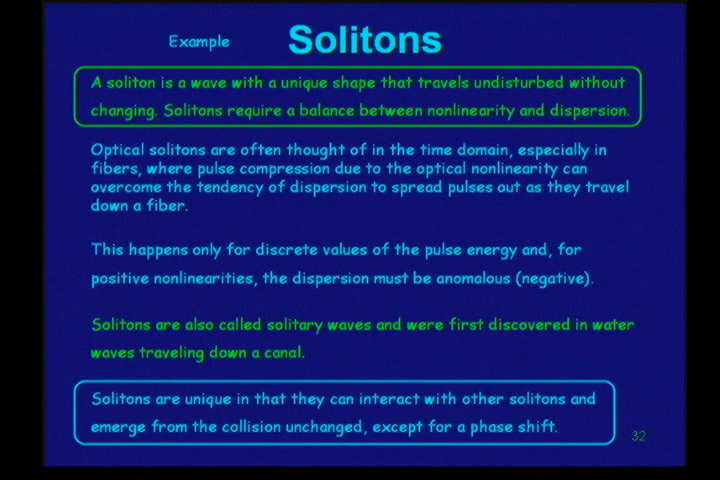 Example
Solitons
A soliton is a wave with a unique shape that travels undisturbed without
changing. Solitons require a balance between nonlinearity and dispersion.
Optical solitons are often thought of in the time domain, especially in
fibers, where pulse compression due to the optical nonlinearity can
overcome the tendency of dispersion to spread pulses out as they travel
down a fiber.
This happens only for discrete values of the pulse energy and, for
positive nonlinearities, the dispersion must be anomalous (negative).
Solitons are also called solitary waves and were first discovered in water
waves traveling down a canal.
Solitons are unique in that they can interact with other solitons and
emerge from the collision unchanged, except for a phase shift.
32